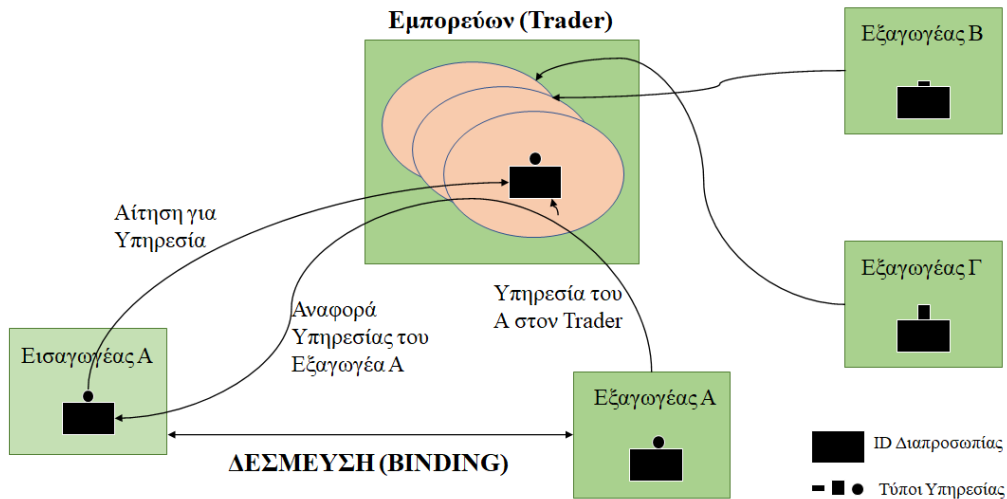 Εμπορεύων (Trader)
Εξαγωγέας Β
Αίτηση για
Υπηρεσία
Εξαγωγέας Γ
Αναφορά
Υπηρεσίας του
Εξαγωγέα Α
Υπηρεσία του
Α στον Trader
Εισαγωγέας Α
Εξαγωγέας Α
ΔΕΣΜΕΥΣΗ (BINDING)
ID Διαπροσωπίας
Τύποι Υπηρεσίας